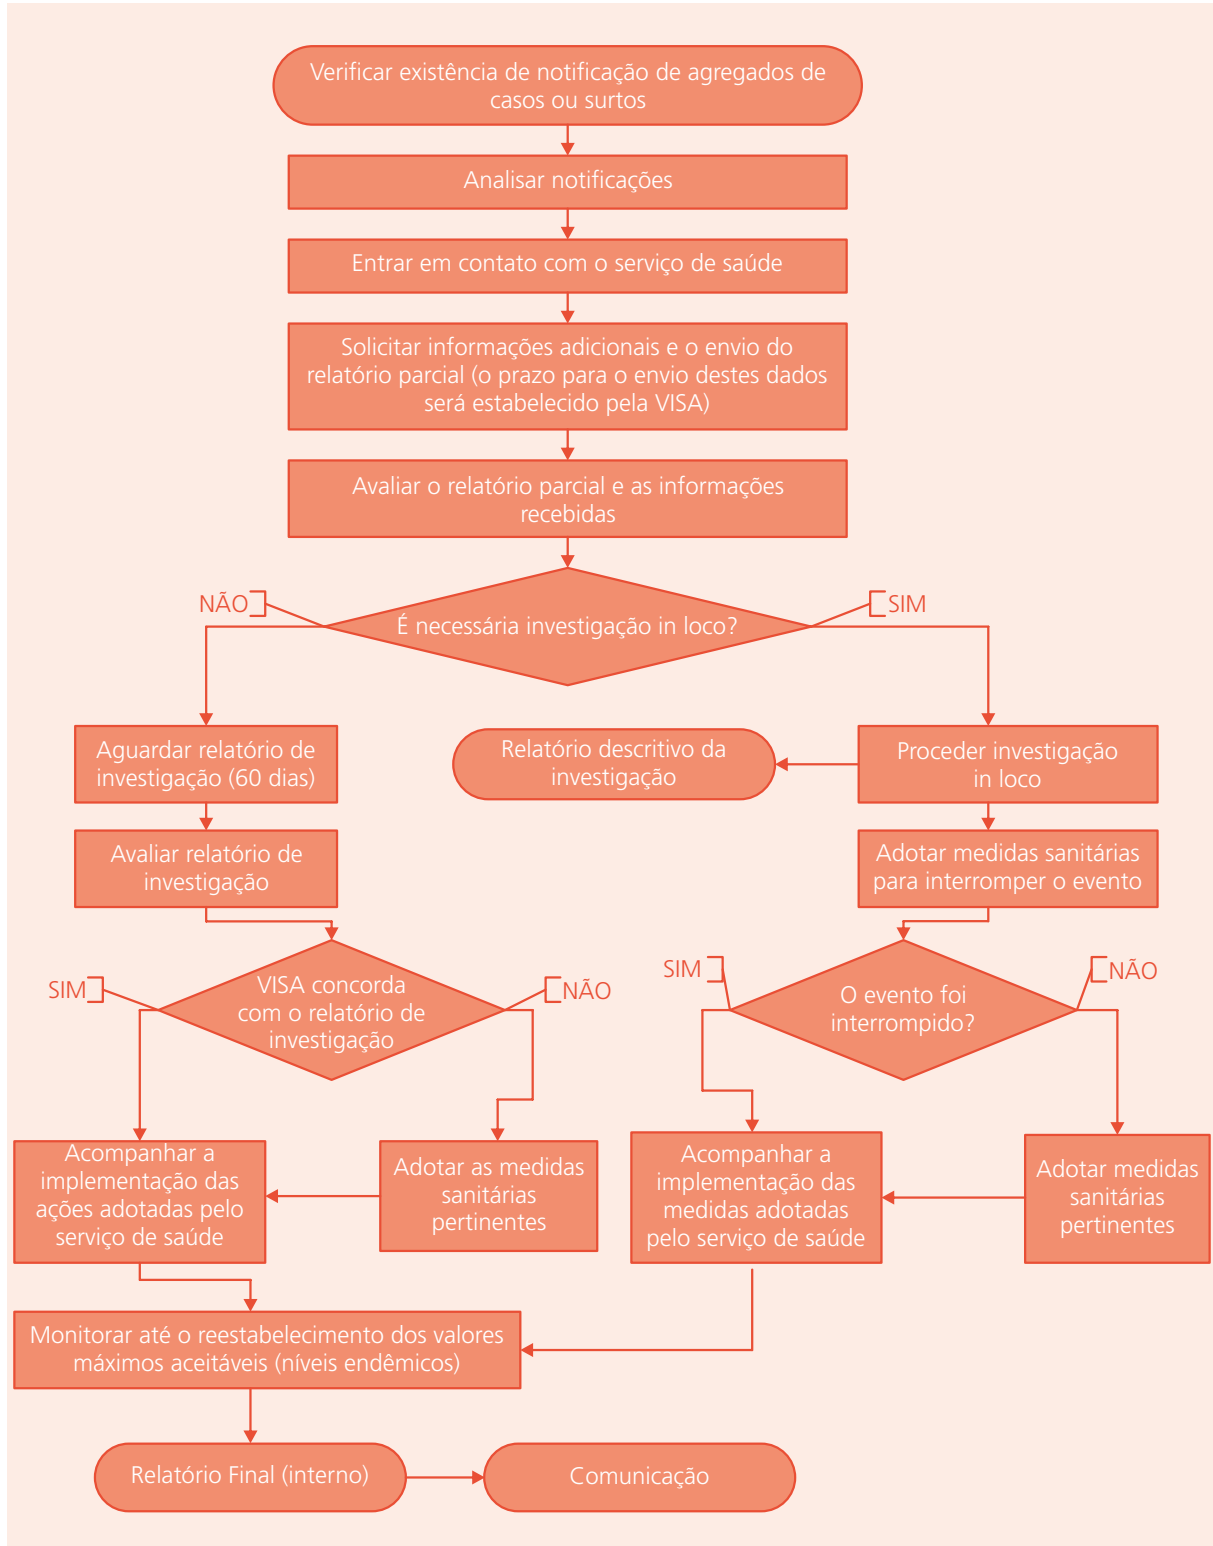 Verificar existência de notificação de agregados de
casos ou surtos
Analisar notificações
Entrar em contato com o serviço de saúde
Solicitar informações adicionais e o envio do
relatório parcial (o prazo para o envio destes dados
será estabelecido pela VISA)
Avaliar o relatório parcial e as informações
recebidas
É necessária investigação in loco?
NÃO
SIM
Aguardar relatório de
investigação (60 dias)
Relatório descritivo da
investigação
Proceder investigação
in loco
Avaliar relatório de
investigação
Adotar medidas sanitárias
para interromper o evento
VISA concorda
com o relatório de
investigação
SIM
NÃO
O evento foi
interrompido?
SIM
NÃO
Acompanhar a
implementação das
ações adotadas pelo
serviço de saúde
Adotar as medidas
sanitárias
pertinentes
Acompanhar a
implementação das
medidas adotadas
pelo serviço de saúde
Adotar medidas
sanitárias
pertinentes
Monitorar até o reestabelecimento dos valores
máximos aceitáveis (níveis endêmicos)
Relatório Final (interno)
Comunicação